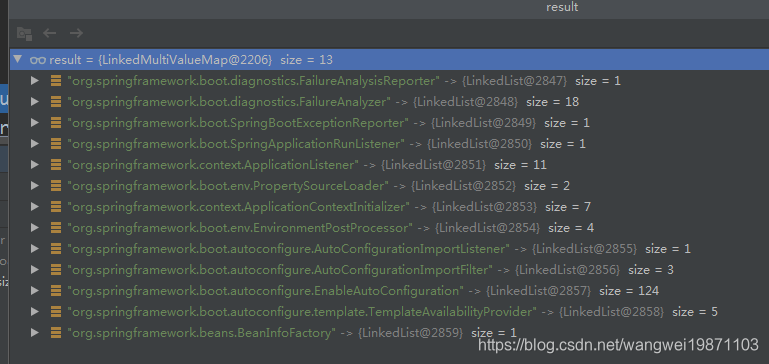 result
result = {LinkedMultiValueMap@2206} size = 13
"org.springframework.boot.diagnostics.FailureAnalysisReporter" -> {LinkedList@2847} size = 1
"org.springframework.boot.diagnostics.FailureAnalyzer" -> {LinkedList@2848} size = 18
"org.springframework.boot.SpringBootExceptionReporter" -> {LinkedList@2849} size = 1
"org.springframework.boot.SpringApplicationRunListener" -> {LinkedList@2850} size = 1
"org.springframework.context.ApplicationListener" -> {LinkedList@2851} size = 11
"org.springframework.boot.env.PropertySourceLoader" -> {LinkedList@2852} size = 2
"org.springframework.context.ApplicationContextInitializer" -> {LinkedList@2853} size = 7
"org.springframework.boot.env.EnvironmentPostProcessor" -> {LinkedList@2854} size = 4
"org.springframework.boot.autoconfigure.AutoConfigurationImportListener" -> {LinkedList@2855} size = 1
"org.springframework.boot.autoconfigure.AutoConfigurationImportFilter" -> {LinkedList@2856} size = 3
"org.springframework.boot.autoconfigure.EnableAutoConfiguration" -> {LinkedList@2857} size = 124
"org.springframework.boot.autoconfigure.template.TemplateAvailabilityProvider" -> {LinkedList@2858} size = 5
"org.springframework.beans.BeanInfoFactory" -> {LinkedList@2859} size = 1
https://blog.csdn.net/wangwei19871103